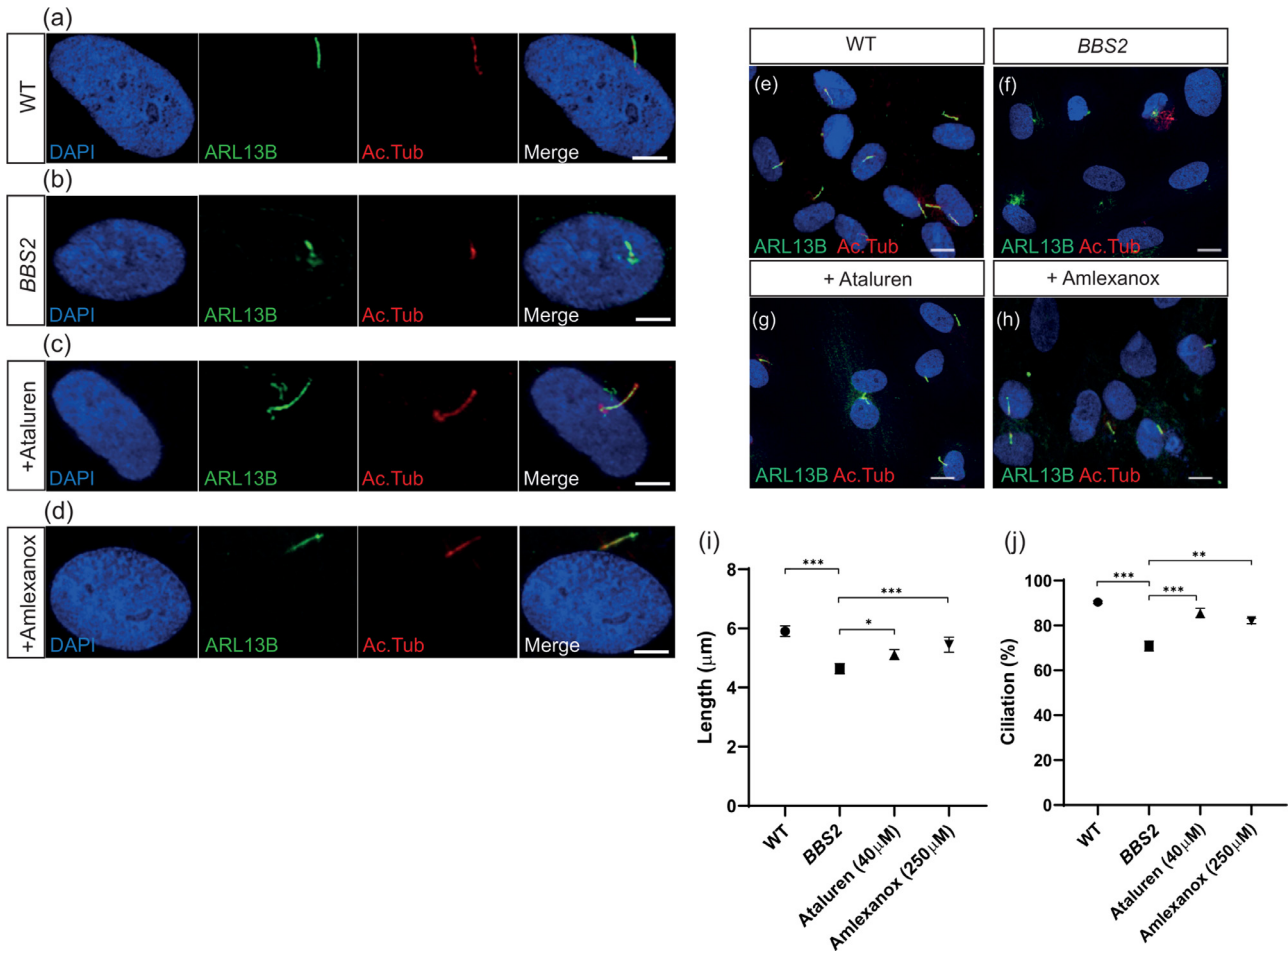 (a)
WT
DAPI
ARL13B
Ac.Tub
Merge
(b)
BBS2
DAPI
ARL13B
Ac.Tub
Merge
(c)
+Ataluren
DAPI
ARL13B
Ac.Tub
Merge
(d)
+Amlexanox
DAPI
ARL13B
Ac.Tub
Merge
WT
BBS2
(e)
(f)
ARL13B Ac.Tub
ARL13B Ac.Tub
+ Ataluren
+ Amlexanox
(g)
(h)
ARL13B Ac.Tub
ARL13B Ac.Tub
(i)
Length (μm)
8
6
4
2
0
***
***
*
WT
BBS2
Ataluren (40μM)
Amlexanox (250μM)
(j)
Ciliation (%)
100
80
60
40
20
0
**
***
***
WT
BBS2
Ataluren (40μM)
Amlexanox (250μM)